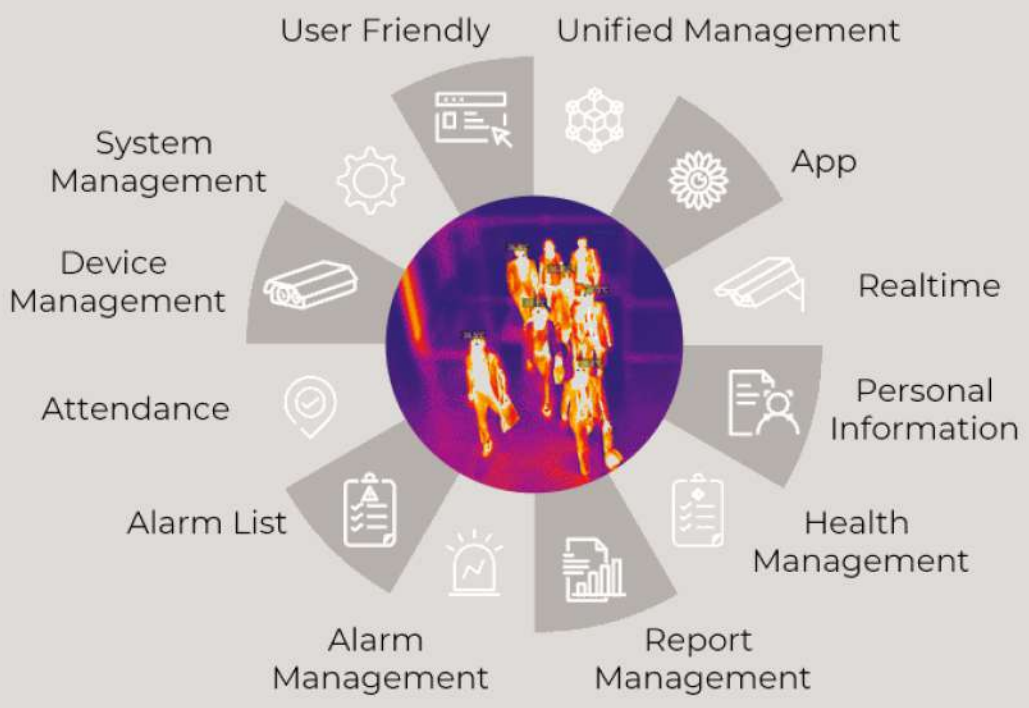 User Friendly
Unified Management
App
Realtime
Personal
Information
Health
Management
Report
Management
Alarm
Management
Alarm List
Attendance
Device
Management
System
Management